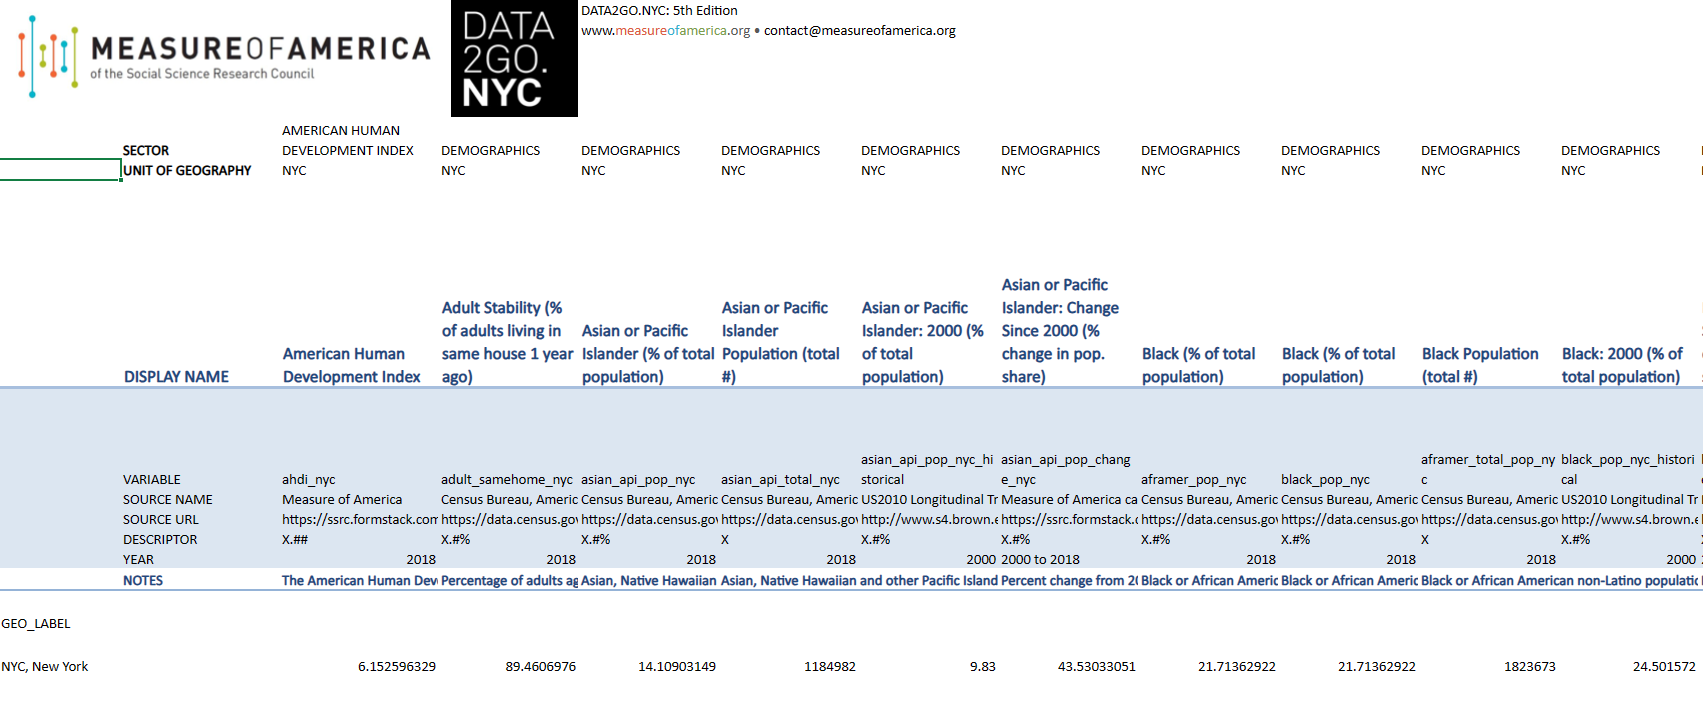 MEASUREOFAMERICA
of the Social Science Research Council
DATA
2GO.
NYC
DATA2GO.NYC: 5th Edition
www.measureofamerica.org • contact@measureofamerica.org
AMERICAN HUMAN
SECTOR DEVELOPMENT INDEX DEMOGRAPHICS DEMOGRAPHICS DEMOGRAPHICS DEMOGRAPHICS DEMOGRAPHICS DEMOGRAPHICS DEMOGRAPHICS DEMOGRAPHICS DEMOGRAPHICS
UNIT OF GEOGRAPHY NYC NYC NYC NYC NYC NYC NYC NYC NYC NYC
Asian or Pacific
Adult Stability (% Asian or Pacific Asian or Pacific Islander: Change
of adults living in Asian or Pacific Islander Islander: 2000 (% Since 2000 (%
American Human same house 1 year Islander (% of total Population (total of total change in pop. Black (% of total Black (% of total Black Population Black: 2000 (% of
DISPLAY NAME Development Index ago) population) #) population) share) population) population) (total #) total population)
asian_api_pop_nyc_hi asian_api_pop_chang aframer_total_pop_ny black_pop_nyc_histori
VARIABLE ahdi_nyc adult_samehome_nyc asian_api_pop_nyc asian_api_total_nyc storical e_nyc aframer_pop_nyc black_pop_nyc c cal
SOURCE NAME Measure of America Census Bureau, Americ Census Bureau, Americ Census Bureau, Americ US2010 Longitudinal Tr Measure of America ca Census Bureau, Americ Census Bureau, Americ Census Bureau, Americ US2010 Longitudinal Tr
SOURCE URL https://ssrc.formstack.com https://data.census.gov https://data.census.gov https://data.census.gov http://www.s4.brown.e https://ssrc.formstack.c https://data.census.gov https://data.census.gov https://data.census.gov http://www.s4.brown.e
DESCRIPTOR X.## X.#% X.#% X X.#% X.#% X.#% X.#% X X.#%
YEAR 2018 2018 2018 2018 2000 2000 to 2018 2018 2018 2018 2000
NOTES The American Human Dev Percentage of adults ag Asian, Native Hawaiian Asian, Native Hawaiian and other Pacific Island Percent change from 20 Black or African Americ Black or African Americ Black or African American non-Latino populatio
GEO_LABEL
NYC, New York 6.152596329 89.4606976 14.10903149 1184982 9.83 43.53033051 21.71362922 21.71362922 1823673 24.501572